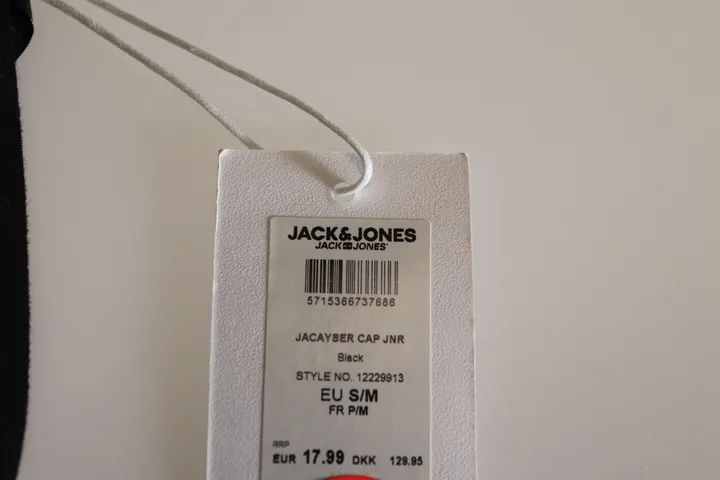 JACK&JONES
JACK JONES
5715366737686
JACAYSER CAP JNR
Black
STYLE NO. 12229913
EU S/M
FR P/M
RRP
EUR 17.99 DKK 129.95